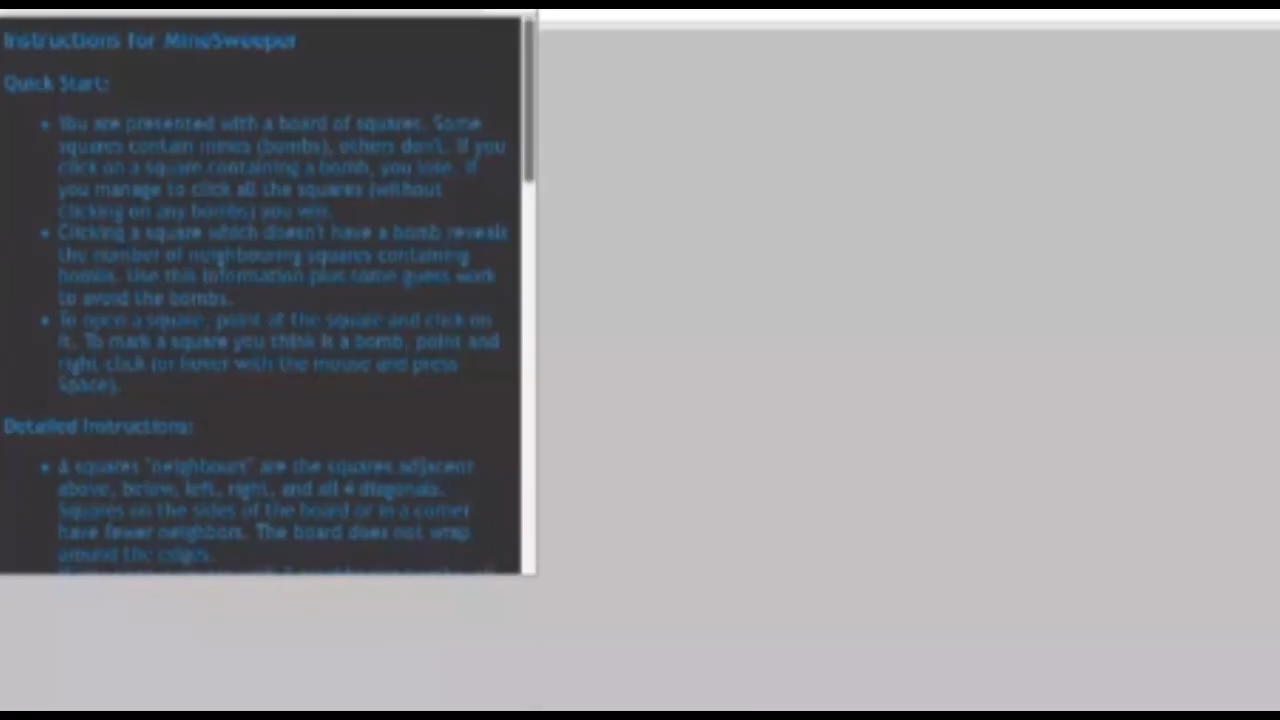 Instructions for MineSweeper
Quick Start:
• You are presented with a board of squares. Some
squares contain mines (bombs), others don't. If you
click on a square containing a bomb, you lose. If
you manage to click all the squares (without
clicking on any bombs) you win.
• Clicking a square which doesn't have a bomb reveals
the number of neighbouring squares containing
bombs. Use this information plus some guess work
to avoid the bombs.
• To open a square, point at the square and click on
it. To mark a square you think is a bomb, point and
right click (or hover with the mouse and press
Space).
Detailed Instructions:
• A squares "neighbours" are the squares adjacent
above, below, left, right, and all 4 diagonals.
Squares on the sides of the board or in a corner
have fewer neighbors. The board does not wrap
around the edges.